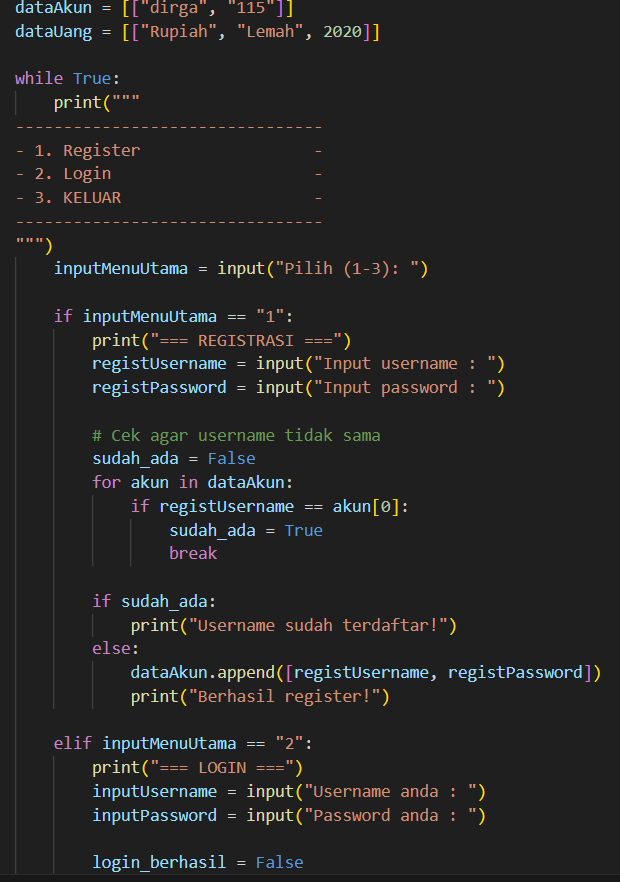 dataAkun = [["dirga", "115"]]
dataUang = [["Rupiah", "Lemah", 2020]]

while True:
    print("""
--------------------------------
- 1. Register                  -
- 2. Login                     -
- 3. KELUAR                    -
--------------------------------
""")
    inputMenuUtama = input("Pilih (1-3): ")

    if inputMenuUtama == "1":
        print("=== REGISTRASI ===")
        registUsername = input("Input username : ")
        registPassword = input("Input password : ")

        # Cek agar username tidak sama
        sudah_ada = False
        for akun in dataAkun:
            if registUsername == akun[0]:
                sudah_ada = True
                break

        if sudah_ada:
            print("Username sudah terdaftar!")
        else:
            dataAkun.append([registUsername, registPassword])
            print("Berhasil register!")

    elif inputMenuUtama == "2":
        print("=== LOGIN ===")
        inputUsername = input("Username anda : ")
        inputPassword = input("Password anda : ")

        login_berhasil = False